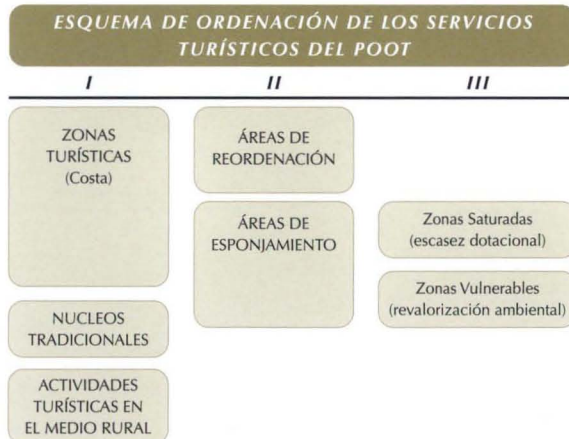 ESQUEMA DE ORDENACIÓN DE LOS SERVICIOS
TURÍSTICOS DEL POOT
I
II
III
ZONAS
TURÍSTICAS
(Costa)
NUCLEOS
TRADICIONALES
ACTIVIDADES
TURÍSTICAS EN
EL MEDIO RURAL
ÁREAS DE
REORDENACIÓN
ÁREAS DE
ESPONJAMIENTO
Zonas Saturadas
(escasez dotacional)
Zonas Vulnerables
(revalorización ambiental)